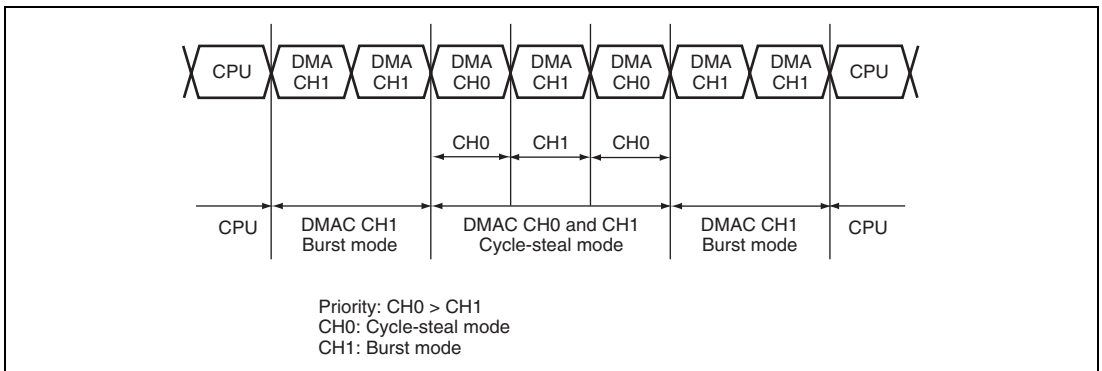 CPU DMA CH1 DMA CH1 DMA CH0 DMA CH1 DMA CH0 DMA CH1 DMA CH1 CPU
CH0 CH1 CH0
CPU DMAC CH1 DMAC CH0 and CH1 DMAC CH1 CPU
Burst mode Cycle-steal mode Burst mode
Priority: CH0 > CH1
CH0: Cycle-steal mode
CH1: Burst mode